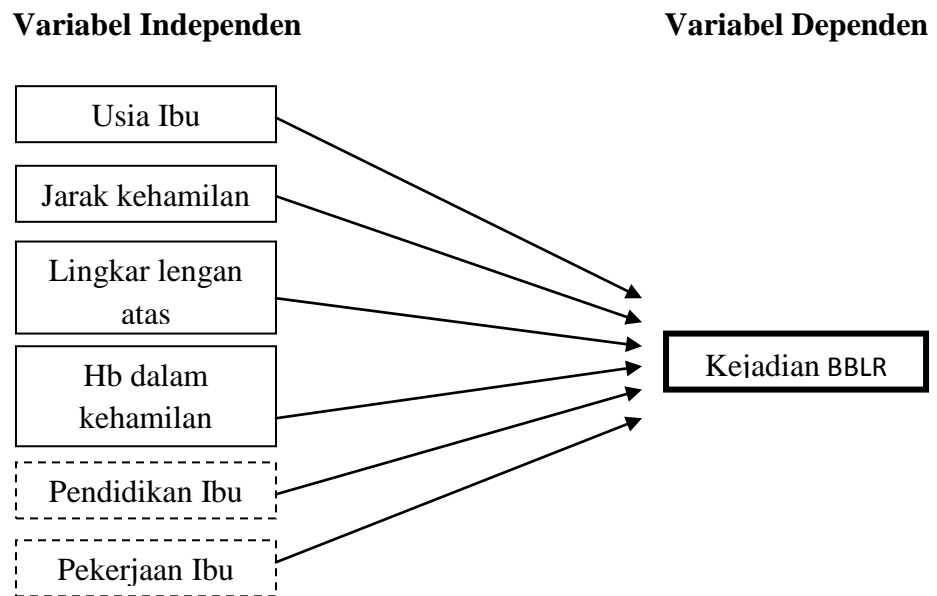 Variabel Independen
Variabel Dependen
Usia Ibu
Jarak kehamilan
Lingkar lengan
atas
Kejadian BBLR
Hb dalam
kehamilan
Pendidikan Ibu
Pekerjaan Ibu